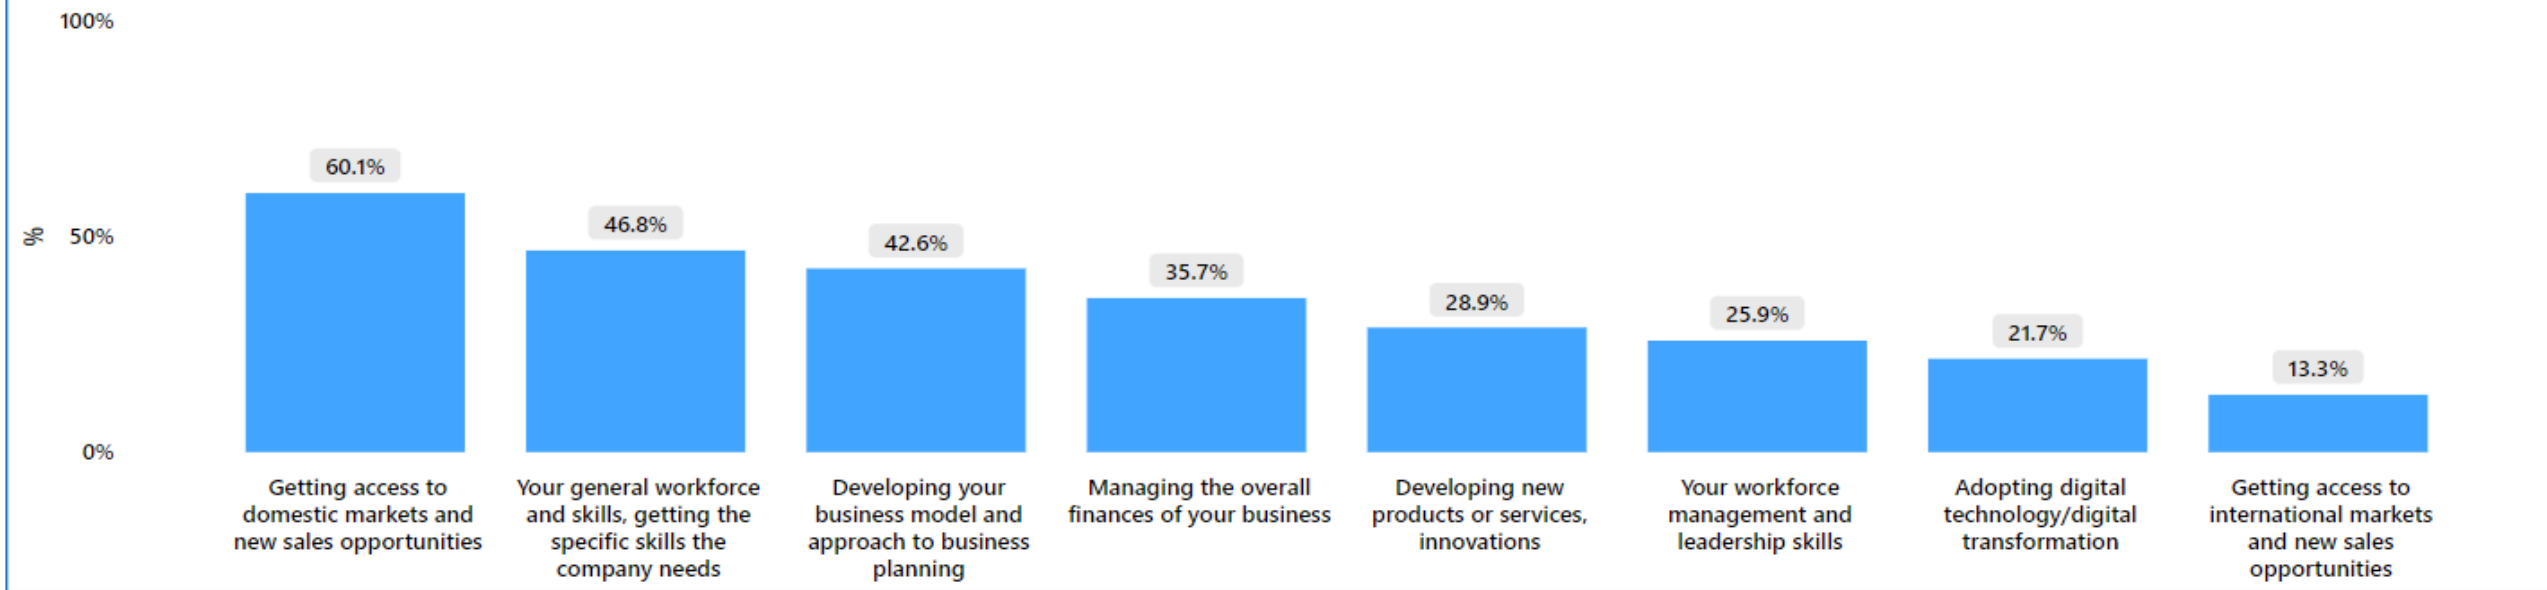 100%
60.1%
46.8%
%
50%
42.6%
35.7%
28.9%
25.9%
21.7%
13.3%
0%
Getting access to
domestic markets and
new sales opportunities
Your general workforce
and skills, getting the
specific skills the
company needs
Developing your
business model and
approach to business
planning
Managing the overall
finances of your business
Developing new
products or services,
innovations
Your workforce
management and
leadership skills
Adopting digital
technology/digital
transformation
Getting access to
international markets
and new sales
opportunities